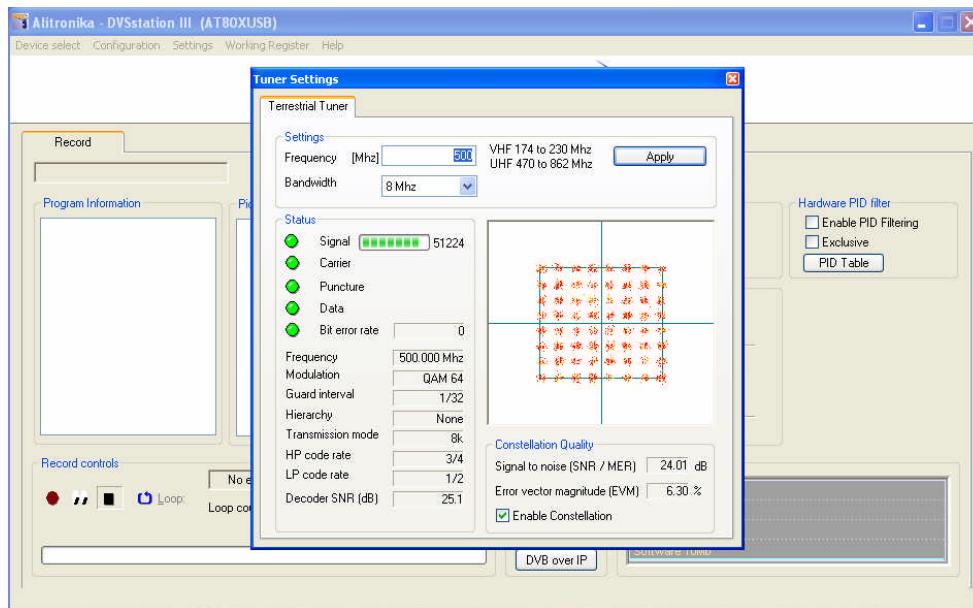 Alitronika - DVSstation III (AT80XUSB)
Device select Configuration Settings Working Register Help
Tuner Settings
Terrestrial Tuner
Record
Settings
Frequency [Mhz] 500
VHF 174 to 230 Mhz
UHF 470 to 862 Mhz
Apply
Bandwidth 8 Mhz
Program Information
Hardware PID filter
Enable PID Filtering
Exclusive
PID Table
Status
Signal 51224
Carrier
Puncture
Data
Bit error rate 0
Frequency 500.000 Mhz
Modulation QAM 64
Guard interval 1/32
Hierarchy None
Transmission mode 8k
HP code rate 3/4
LP code rate 1/2
Decoder SNR (dB) 25.1
Constellation Quality
Signal to noise (SNR / MER) 24.01 dB
Error vector magnitude (EVM) 6.30 %
Enable Constellation
Record controls
Loop:
No e
Loop cou
DVB over IP